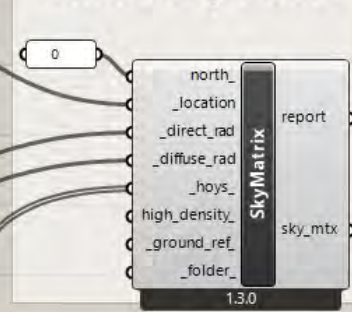 0
north_
_location
_direct_rad
_diffuse_rad
_hoys_
high_density_
_ground_ref_
_folder_
SkyMatrix
report
sky_mtx
1.3.0